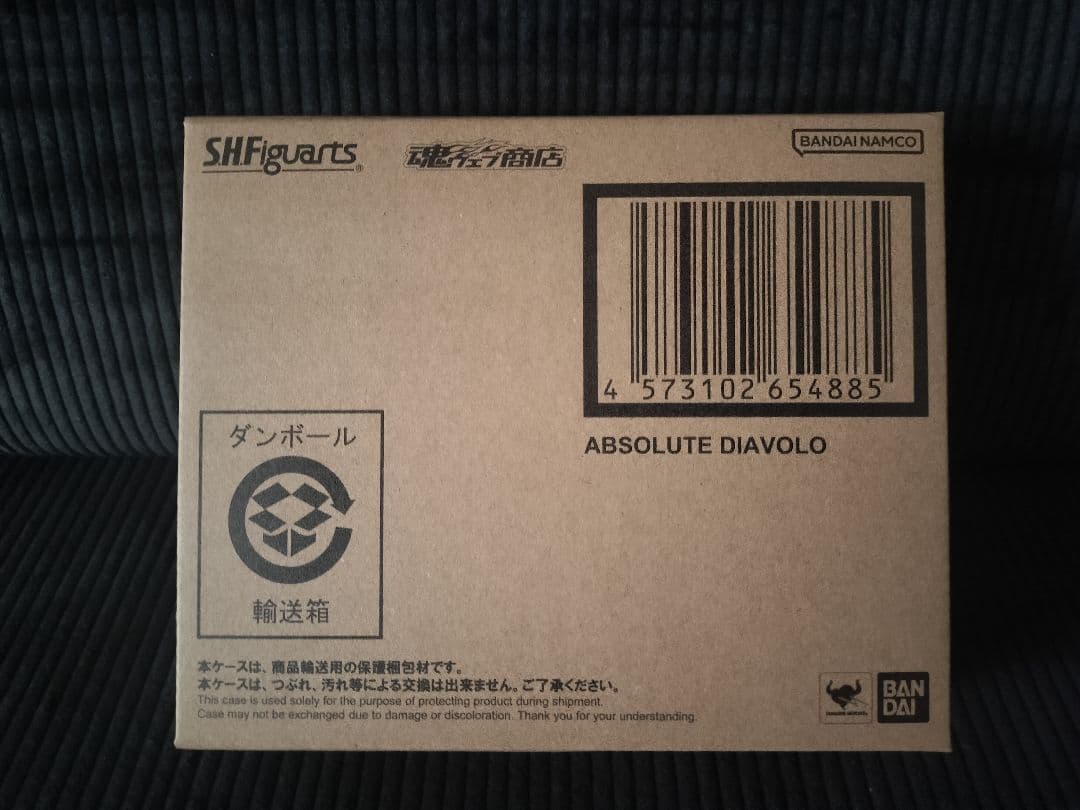 S.H.Figuarts
魂ウェブ商店
BANDAI NAMCO
4 573102 654885
ABSOLUTE DIAVOLO
ダンボール
輸送箱
本ケースは、商品輸送用の保護梱包材です。
本ケースは、つぶれ、汚れ等による交換は出来ません。ご了承ください。
This case is used solely for the purpose of protecting product during shipment.
Case may not be exchanged due to damage or discoloration. Thank you for your understanding.
BAN
DAI